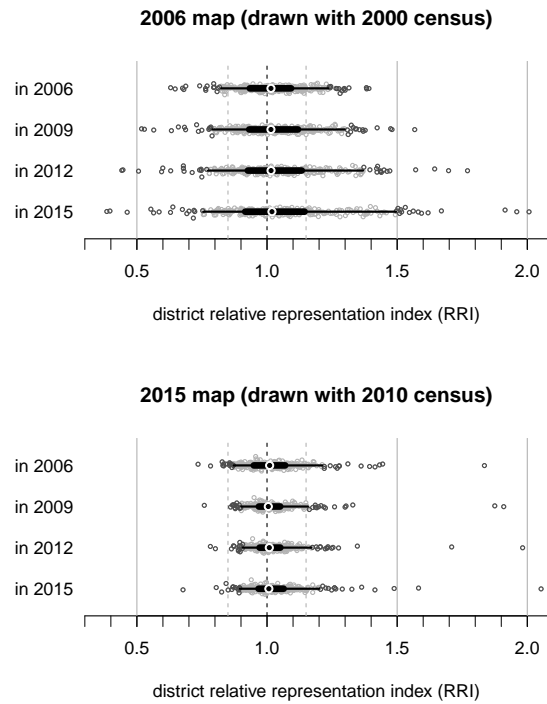 2006 map (drawn with 2000 census)
in 2006
in 2009
in 2012
in 2015
0.5 1.0 1.5 2.0
district relative representation index (RRI)
2015 map (drawn with 2010 census)
in 2006
in 2009
in 2012
in 2015
0.5 1.0 1.5 2.0
district relative representation index (RRI)